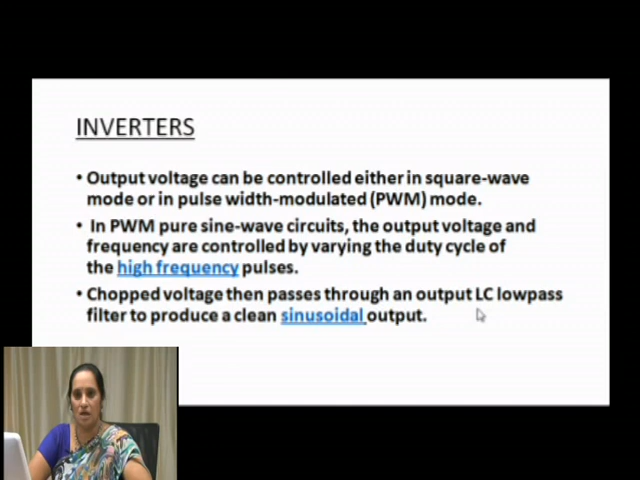 INVERTERS
• Output voltage can be controlled either in square-wave
mode or in pulse width-modulated (PWM) mode.
• In PWM pure sine-wave circuits, the output voltage and
frequency are controlled by varying the duty cycle of
the high frequency pulses.
• Chopped voltage then passes through an output LC lowpass
filter to produce a clean sinusoidal output.